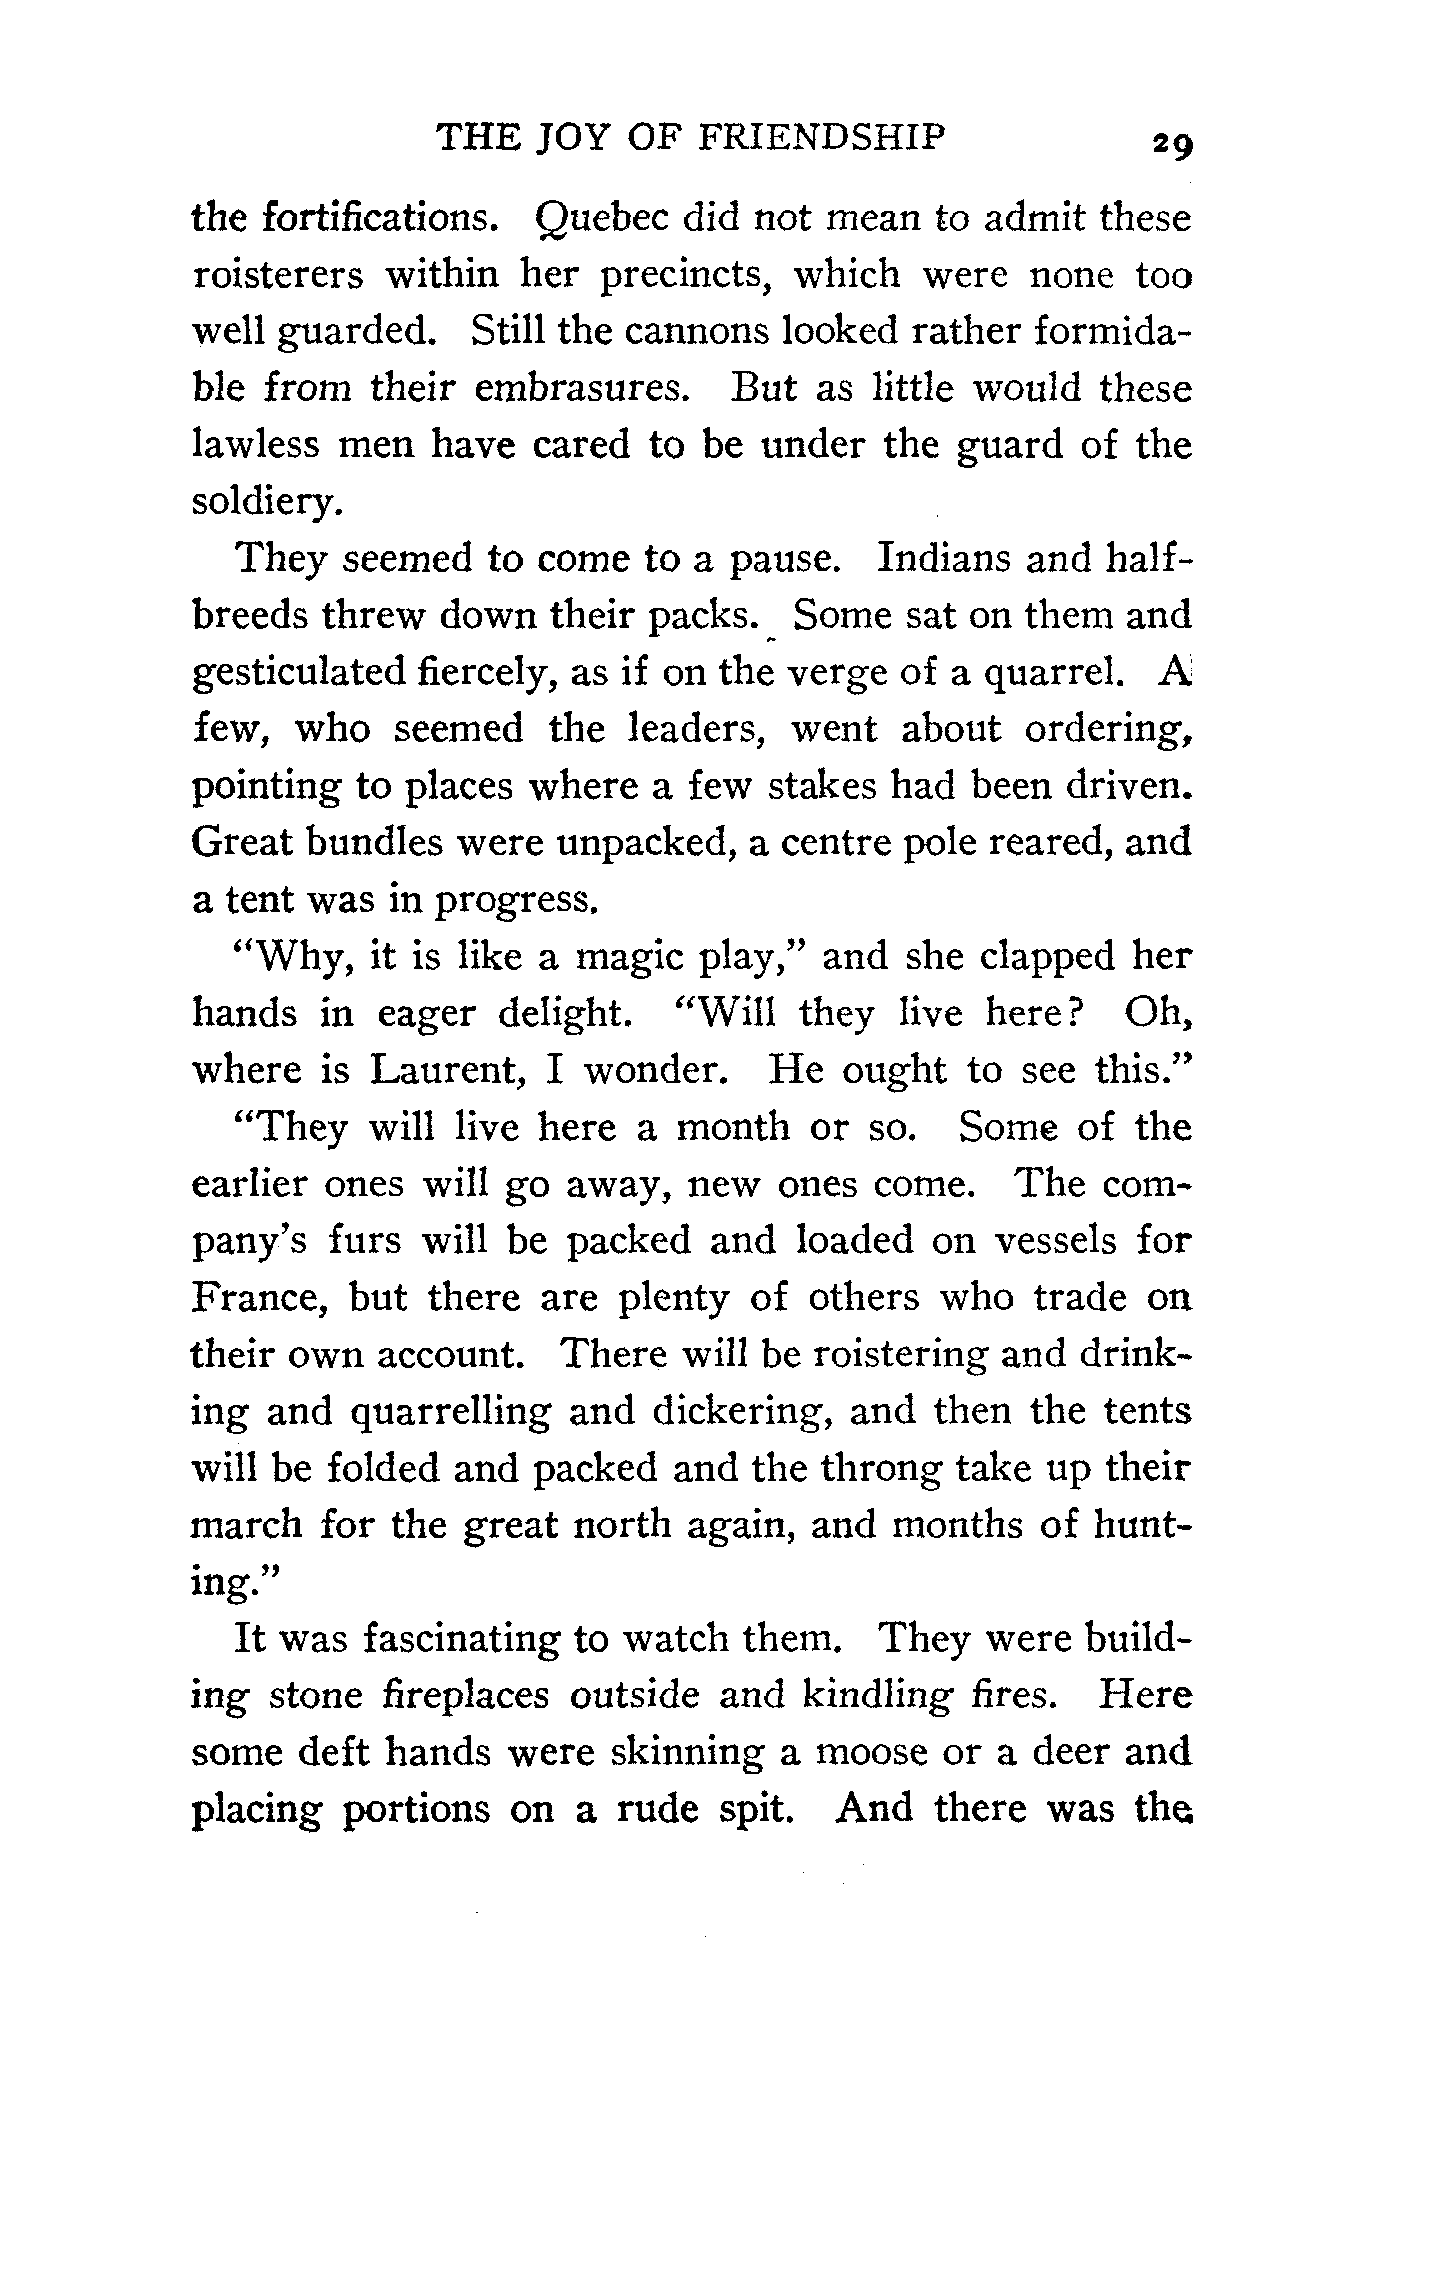 THE JOY OF FRIENDSHIP 29
the fortifications. Quebec did not mean to admit these
roisterers within her precincts, which were none too
well guarded. Still the cannons looked rather formida-
ble from their embrasures. But as little would these
lawless men have cared to be under the guard of the
soldiery.
They seemed to come to a pause. Indians and half-
breeds threw down their packs. Some sat on them and
gesticulated fiercely, as if on the verge of a quarrel. A
few, who seemed the leaders, went about ordering,
pointing to places where a few stakes had been driven.
Great bundles were unpacked, a centre pole reared, and
a tent was in progress.
"Why, it is like a magic play," and she clapped her
hands in eager delight. "Will they live here? Oh,
where is Laurent, I wonder. He ought to see this."
"They will live here a month or so. Some of the
earlier ones will go away, new ones come. The com-
pany's furs will be packed and loaded on vessels for
France, but there are plenty of others who trade on
their own account. There will be roistering and drink-
ing and quarrelling and dickering, and then the tents
will be folded and packed and the throng take up their
march for the great north again, and months of hunt-
ing."
It was fascinating to watch them. They were build-
ing stone fireplaces outside and kindling fires. Here
some deft hands were skinning a moose or a deer and
placing portions on a rude spit. And there was the